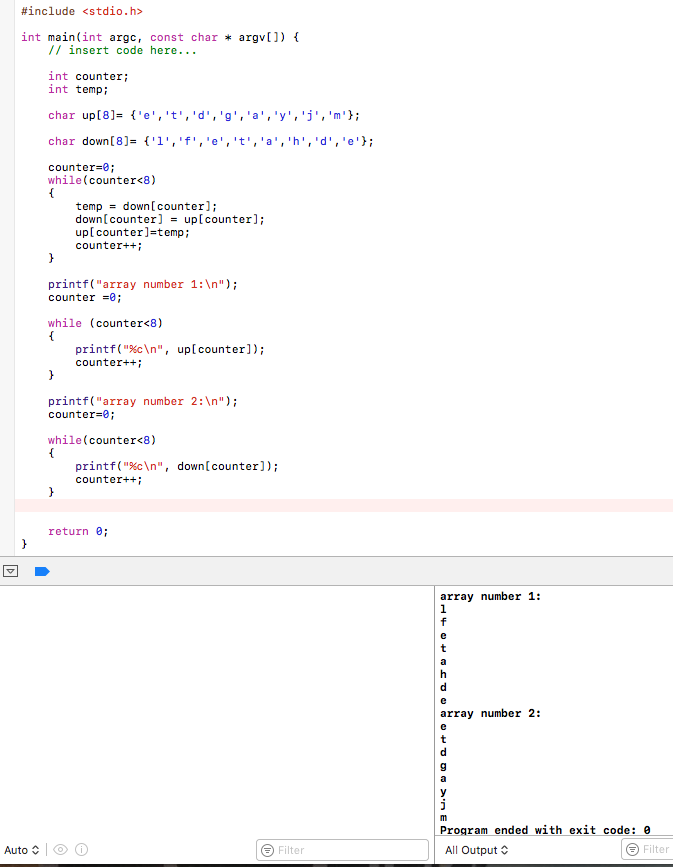 #include <stdio.h>
int main(int argc, const char * argv[]) {
// insert code here...
int counter;
int temp;
char up[8]= {'e','t','d','g','a','y','j','m'};
char down[8]= {'l','f','e','t','a','h','d','e'};
counter=0;
while(counter<8)
{
temp = down[counter];
down[counter] = up[counter];
up[counter]=temp;
counter++;
}
printf("array number 1:\n");
counter =0;
while (counter<8)
{
printf("%c\n", up[counter]);
counter++;
}
printf("array number 2:\n");
counter=0;
while(counter<8)
{
printf("%c\n", down[counter]);
counter++;
}
return 0;
}
array number 1:
l
f
e
t
a
h
d
e
array number 2:
e
t
d
g
a
y
j
m
Program ended with exit code: 0
Auto
Filter
All Output
Filter